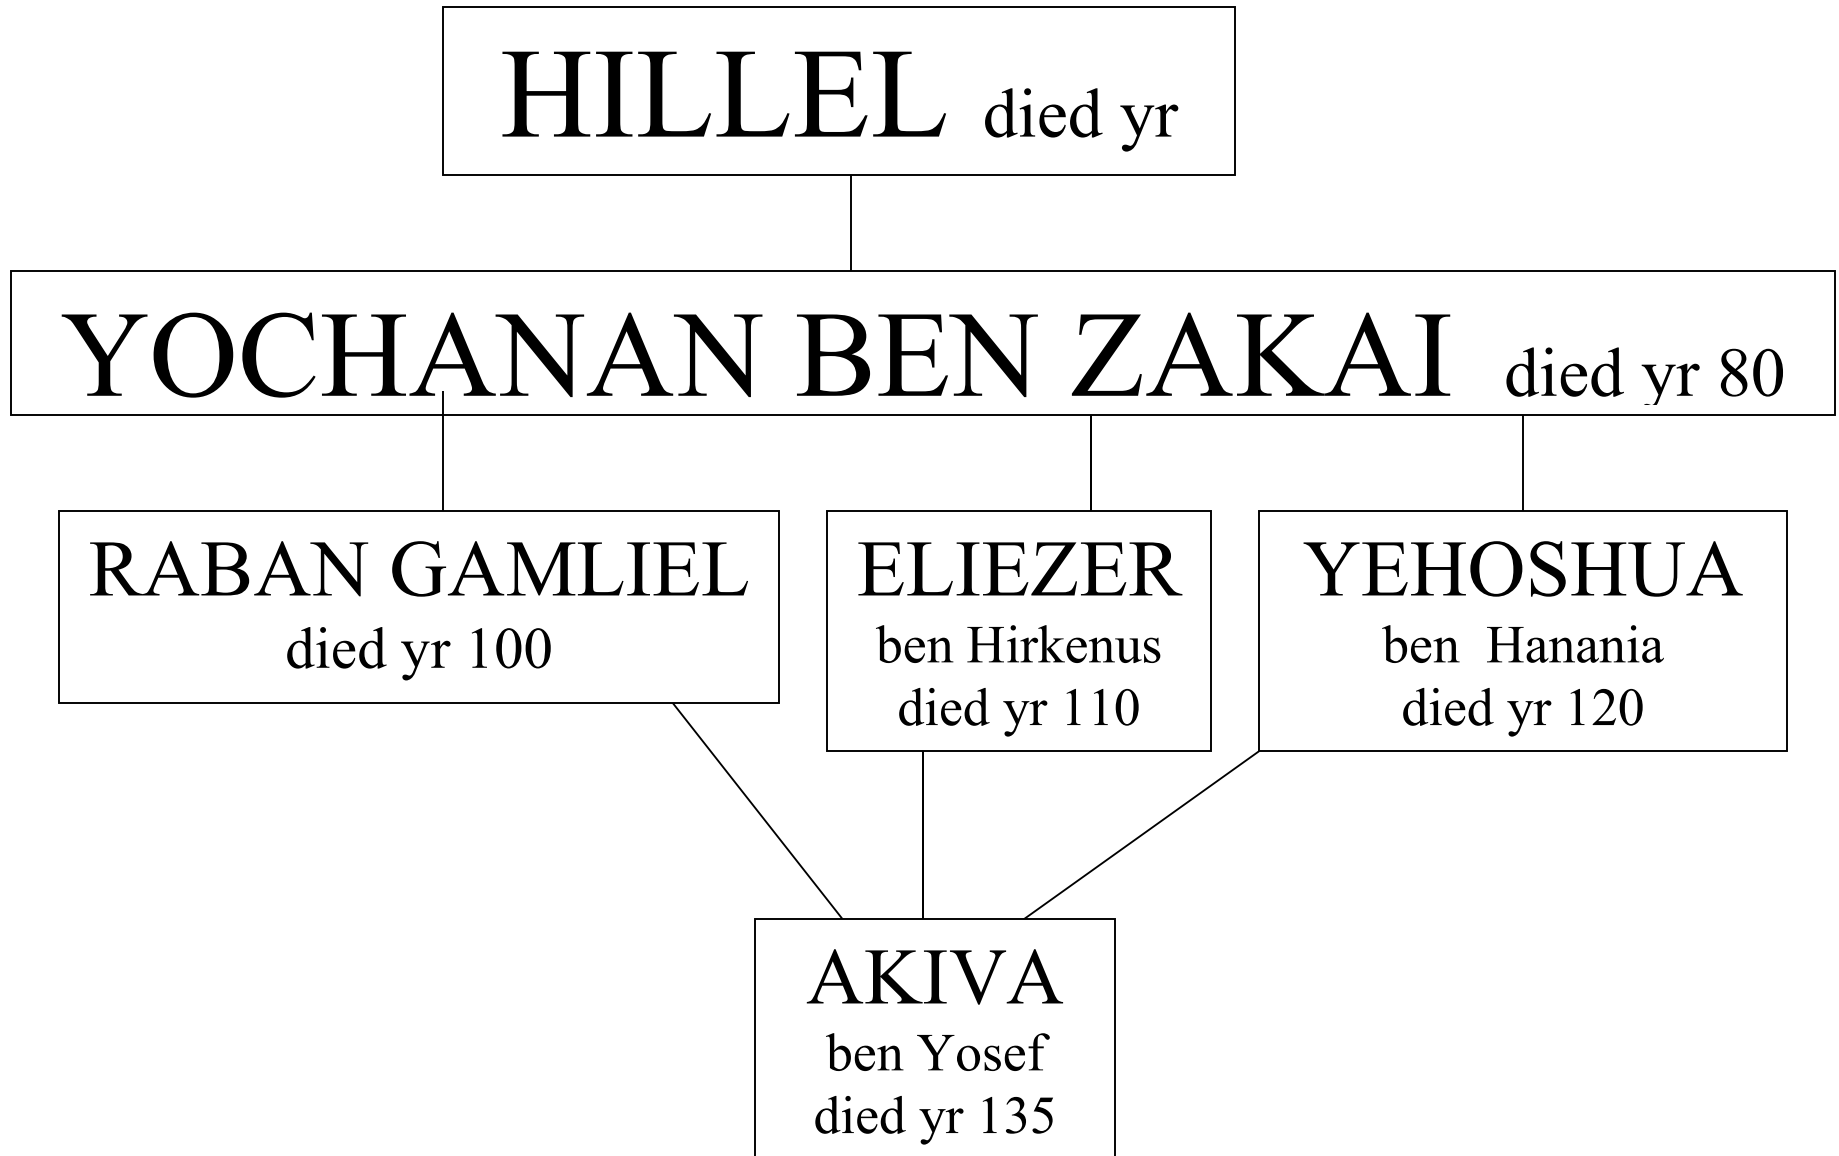 HILLEL died yr
YOCHANAN BEN ZAKAI died yr 80
RABAN GAMLIEL
died yr 100
ELIEZER
ben Hirkenus
died yr 110
YEHOSHUA
ben Hanania
died yr 120
AKIVA
ben Yosef
died yr 135